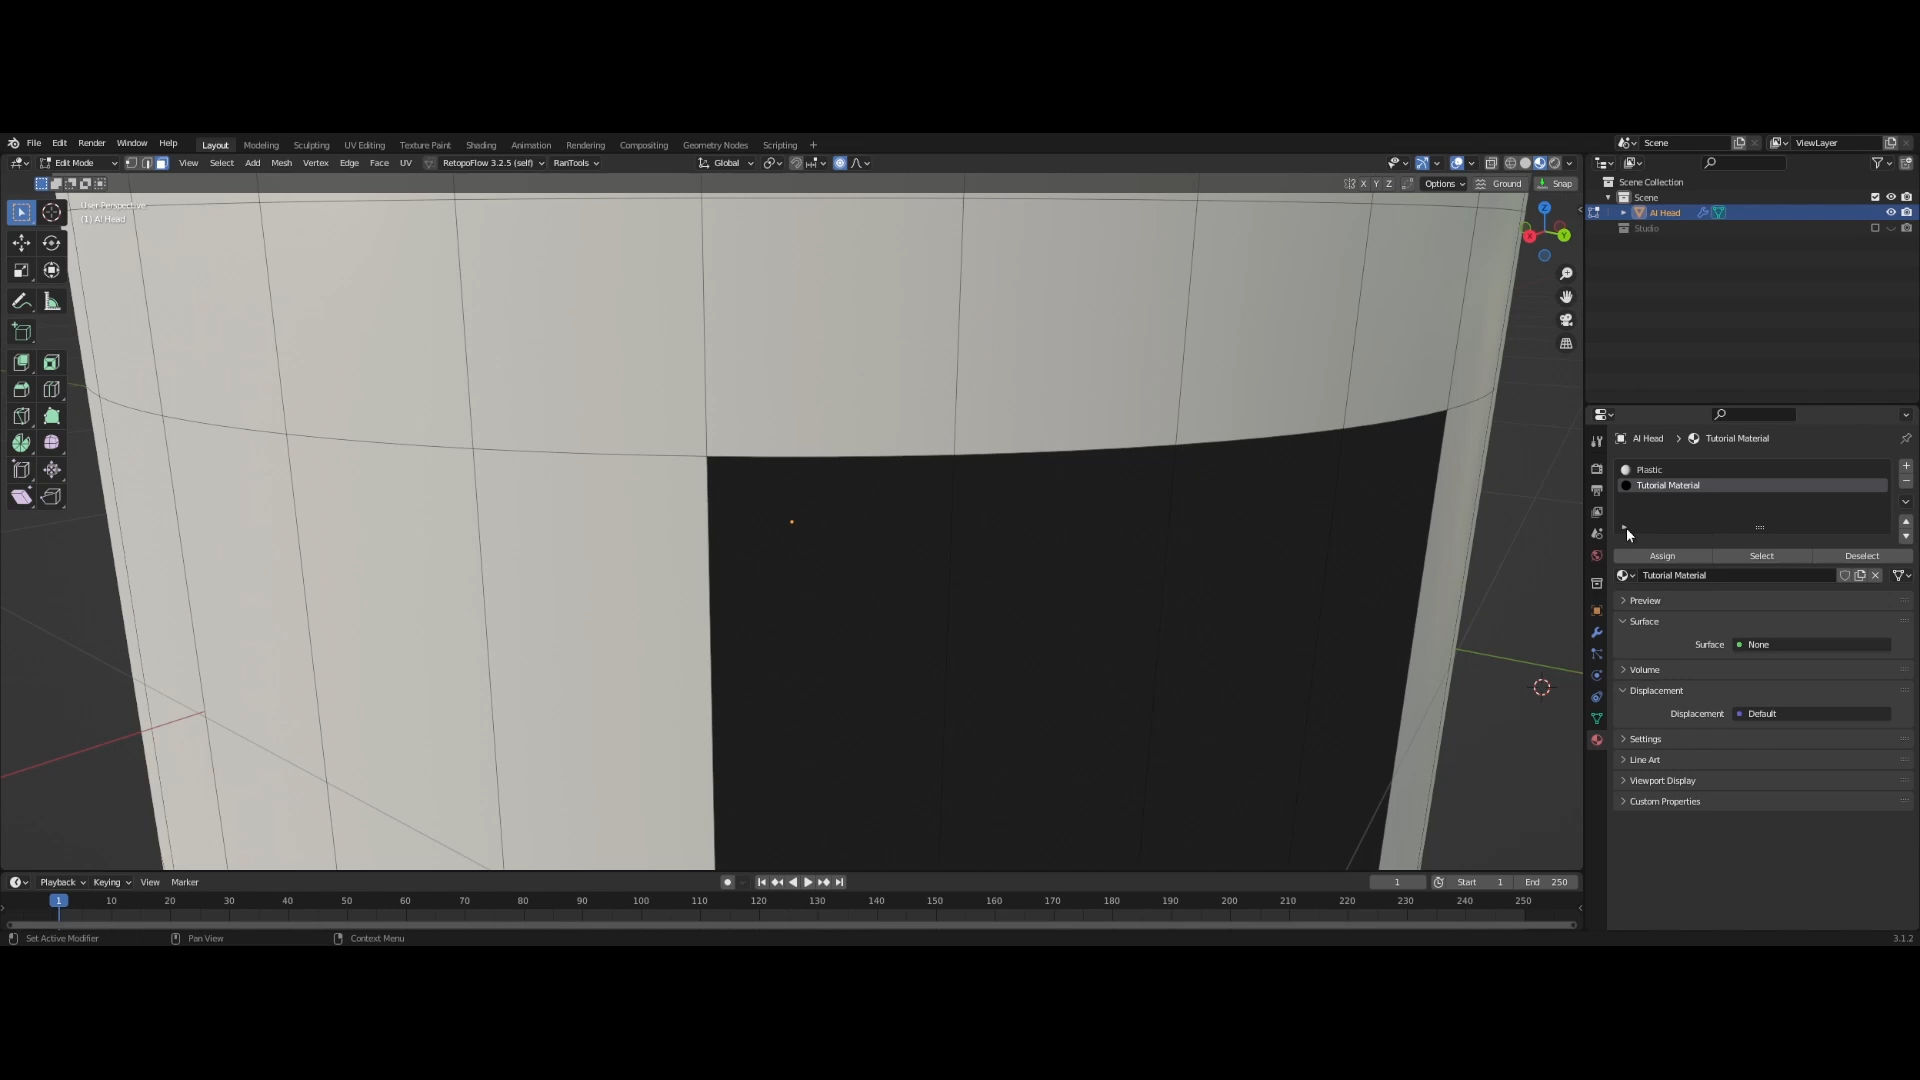 File Edit Render Window Help Layout Modeling Sculpting UV Editing Texture Paint Shading Animation Rendering Compositing Geometry Nodes Scripting + Scene ViewLayer
Edit Mode View Select Add Mesh Vertex Edge Face UV RetopoFlow 3.2.5 (self) RanTools Global
X Y Z Options Ground Snap
Scene Collection
Scene
AI Head
Studio
User Perspective
(1) AI Head
Z
X Y
AI Head > Tutorial Material
Plastic
Tutorial Material
Assign Select Deselect
Tutorial Material
Preview
Surface
Surface None
Volume
Displacement
Displacement Default
Settings
Line Art
Viewport Display
Custom Properties
Playback Keying View Marker 1 Start 1 End 250
1 10 20 30 40 50 60 70 80 90 100 110 120 130 140 150 160 170 180 190 200 210 220 230 240 250
Set Active Modifier Pan View Context Menu 3.1.2